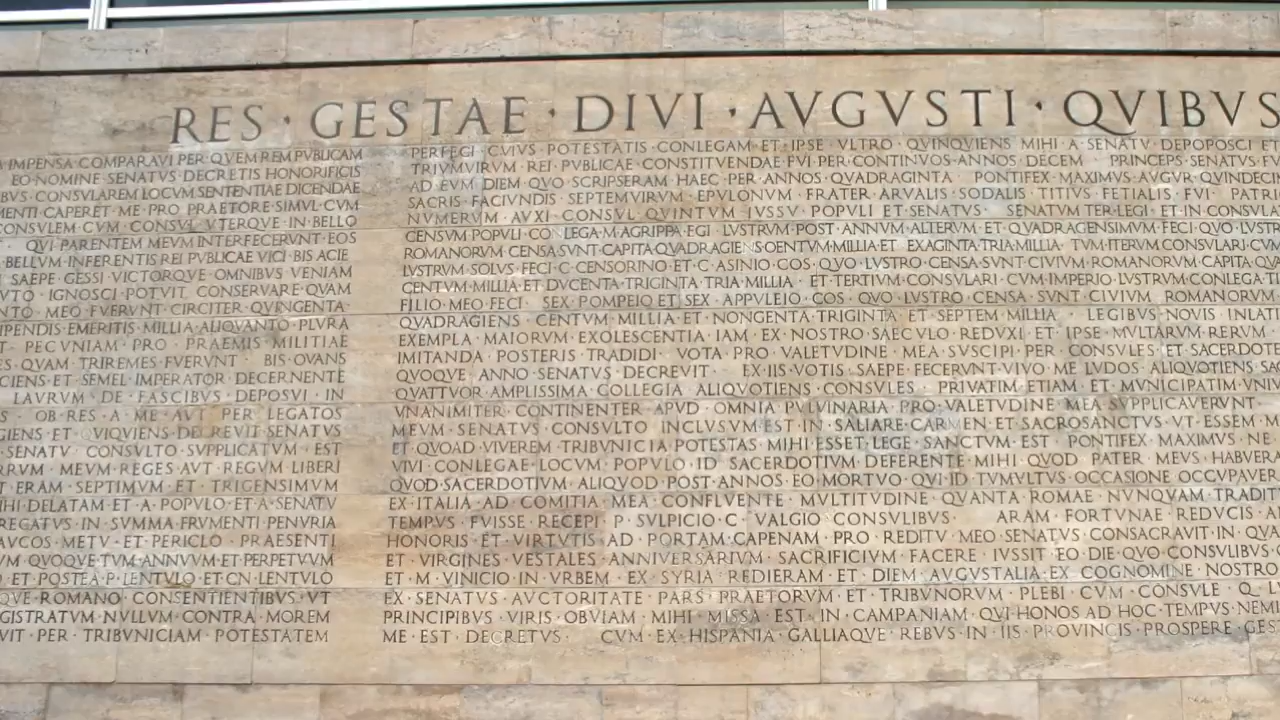 RES · GESTAE · DIVI · AVGVSTI · QVIBVS
IMPENSA · COMPARAVI · PER · QVEM REM PVBLICAM
EO · NOMINE · SENATVS · DECRETIS · HONORIFICIS
CONSVLAREM LOCVM SENTENTIAE DICENDAE
CAPERET · ME · PRO · PRAETORE · SIMVL · CVM
CVM · CONSVL · VTERQVE · IN · BELLO
QVI · PARENTEM MEVM INTERFECERVNT · EOS
BELLVM · INFERENTIS REI PVBLICAE VICI · BIS ACIE
SAEPE · GESSI VICTORQVE · OMNIBVS VENIAM
IGNOSCI · POTVIT CONSERVARE · QVAM
MEO · FVERVNT CIRCITER · QVINGENTA
EMERITIS · MILLIA · ALIQVANTO · PLVRA
PECVNIAM · PRO · PRAEMIS MILITIAE
QVAM · TRIREMES FVERVNT · BIS · OVANS
ET · SEMEL · IMPERATOR · DECERNENTE
LAVRVM · DE · FASCIBVS · DEPOSVI · IN
OB · RES · A · ME · AVT · PER · LEGATOS
ET · DECREVIT SENATVS
SENATV · CONSVLTO · SVPPLICATVM · EST
MEVM · REGES · AVT · REGVM · LIBERI
ERAM · SEPTIMVM · ET · TRIGENSIMVM
DELATAM · ET · A · POPVLO · ET · A · SENATV
IN · SVMMA · FRVMENTI · PENVRIA
METV · ET · PERICLO · PRAESENTI
QVOQVE · TVM · ANNVVM · ET · PERPETVVM
ET · POSTEA · P · LENTVLO · ET · CN · LENTVLO
ROMANO · CONSENTIENTIBVS · VT
NVLLVM · CONTRA · MOREM
PER · TRIBVNICIAM · POTESTATEM
PERFECI · CVIVS · POTESTATIS · CONLEGAM · ET · IPSE · VLTRO · QVINQVIENS · MIHI · A · SENATV · DEPOPOSCI · ET
TRIVMVIRVM · REI · PVBLICAE · CONSTITVENDAE · FVI · PER · CONTINVOS · ANNOS · DECEM · PRINCEPS · SENATVS
AD · EVM · DIEM · QVO · SCRIPSERAM · HAEC · PER · ANNOS · QVADRAGINTA · PONTIFEX · MAXIMVS · AVGVR
SACRIS · FACIVNDIS · SEPTEMVIRVM · EPVLONVM · FRATER · ARVALIS · SODALIS · TITIVS · FETIALIS · FVI
NVMERVM · AVXI · CONSVL · QVINTVM · IVSSV · POPVLI · ET · SENATVS · SENATVM · TER · LEGI · ET · IN
CENSVM · POPVLI · CONLEGA · M · AGRIPPA · EGI · LVSTRVM · POST · ANNVM · ALTERVM · ET · QVADRAGENSIMVM · FECI · QVO
ROMANORVM · CENSA · SVNT · CAPITA · QVADRAGIENS · CENTVM · MILLIA · ET · SEXAGINTA · TRIA · MILLIA · TVM · ITERVM · CONSVLARI
LVSTRVM · SOLVS · FECI · C · CENSORINO · ET · C · ASINIO · COS · QVO · LVSTRO · CENSA · SVNT · CIVIVM · ROMANORVM · CAPITA
CENTVM · MILLIA · ET · DVCENTA · TRIGINTA · TRIA · MILLIA · ET · TERTIVM · CONSVLARI · CVM · IMPERIO · LVSTRVM
FILIO · MEO · FECI · SEX · POMPEIO · ET · SEX · APPVLEIO · COS · QVO · LVSTRO · CENSA · SVNT · CIVIVM · ROMANORVM
QVADRAGIENS · CENTVM · MILLIA · ET · NONGENTA · TRIGINTA · ET · SEPTEM · MILLIA · LEGIBVS · NOVIS
EXEMPLA · MAIORVM · EXOLESCENTIA · IAM · EX · NOSTRO · SAECVLO · REDVXI · ET · IPSE · MVLTARVM · RERVM
IMITANDA · POSTERIS · TRADIDI · VOTA · PRO · VALETVDINE · MEA · SVSCIPI · PER · CONSVLES · ET
QVOQVE · ANNO · SENATVS · DECREVIT · EX · IIS · VOTIS · SAEPE · FECERVNT · VIVO · ME · LVDOS · ALIQVOTIENS
QVATTVOR · AMPLISSIMA · COLLEGIA · ALIQVOTIENS · CONSVLES · PRIVATIM · ETIAM · ET · MVNICIPATIM
VNANIMITER · CONTINENTER · APVD · OMNIA · PVLVINARIA · PRO · VALETVDINE · MEA · SVPPLICAVERVNT
MEVM · SENATVS · CONSVLTO · INCLVSVM · EST · IN · SALIARE · CARMEN · ET · SACROSANCTVS · VT · ESSEM
ET · QVOAD · VIVEREM · TRIBVNICIA · POTESTAS · MIHI · ESSET · LEGE · SANCTVM · EST · PONTIFEX · MAXIMVS · NE
VIVI · CONLEGAE · LOCVM · POPVLO · ID · SACERDOTIVM · DEFERENTE · MIHI · QVOD · PATER · MEVS
QVOD · SACERDOTIVM · ALIQVOD · POST · ANNOS · EO · MORTVO · QVI · ID · TVMVLTVS · OCCASIONE
EX · ITALIA · AD · COMITIA · MEA · CONFLVENTE · MVLTITVDINE · QVANTA · ROMAE · NVNQVAM
TEMPVS · FVISSE · RECEPI · P · SVLPICIO · C · VALGIO · CONSVLIBVS · ARAM · FORTVNAE · REDVCIS
HONORIS · ET · VIRTVTIS · AD · PORTAM · CAPENAM · PRO · REDITV · MEO · SENATVS · CONSACRAVIT · IN
ET · VIRGINES · VESTALES · ANNIVERSARIVM · SACRIFICIVM · FACERE · IVSSIT · EO · DIE · QVO · CONSVLIBVS
ET · M · VINICIO · IN · VRBEM · EX · SYRIA · REDIERAM · ET · DIEM · AVGVSTALIA · EX · COGNOMINE · NOSTRO
EX · SENATVS · AVCTORITATE · PARS · PRAETORVM · ET · TRIBVNORVM · PLEBI · CVM · CONSVLE · Q
PRINCIPIBVS · VIRIS · OBVIAM · MIHI · MISSA · EST · IN · CAMPANIAM · QVI · HONOS · AD · HOC · TEMPVS
ME · EST · DECRETVS · CVM · EX · HISPANIA · GALLIAQVE · REBVS · IN · IIS · PROVINCIS · PROSPERE